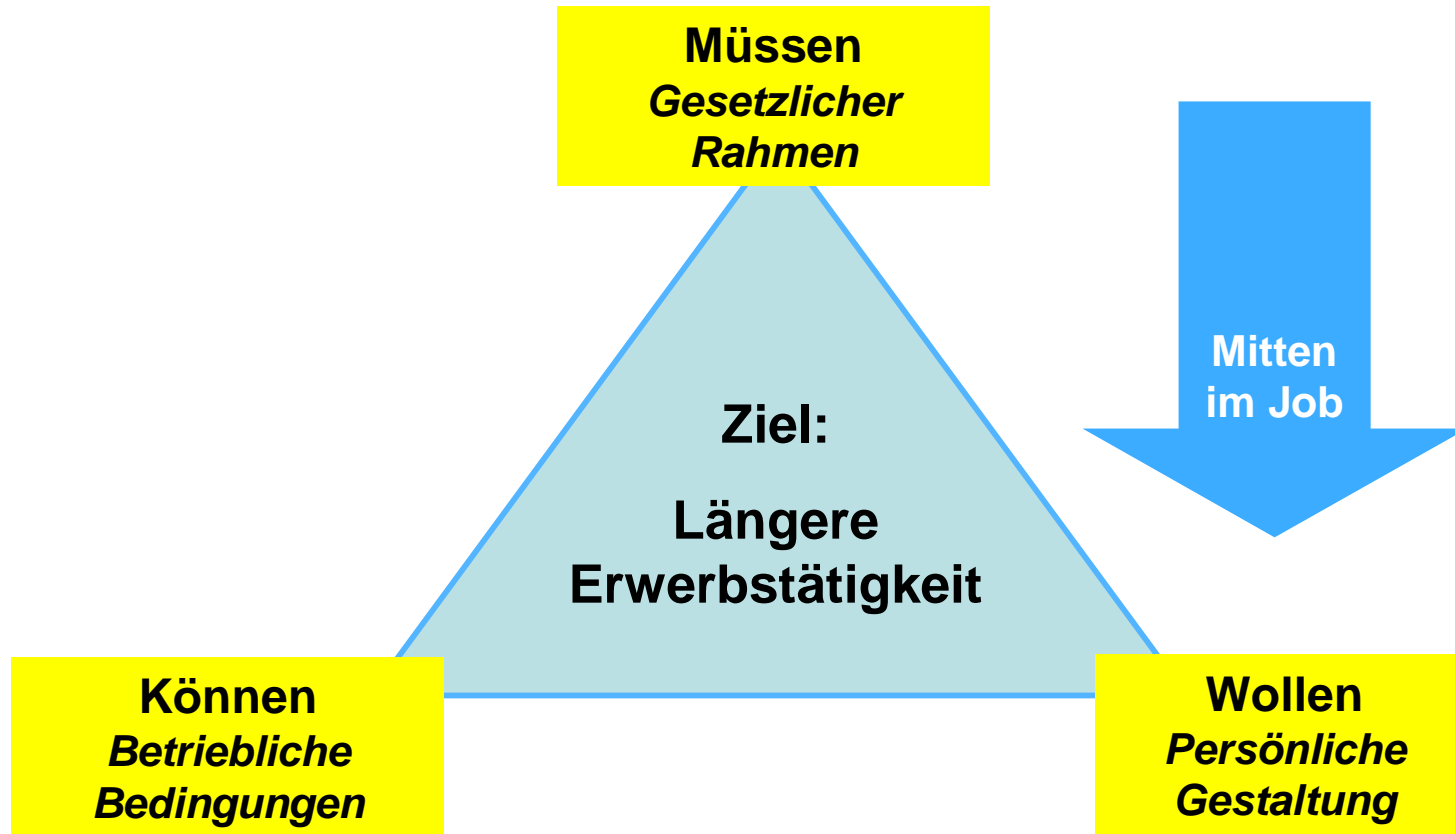 Müssen
Gesetzlicher
Rahmen
Mitten
im Job
Ziel:
Längere
Erwerbstätigkeit
Können
Betriebliche
Bedingungen
Wollen
Persönliche
Gestaltung